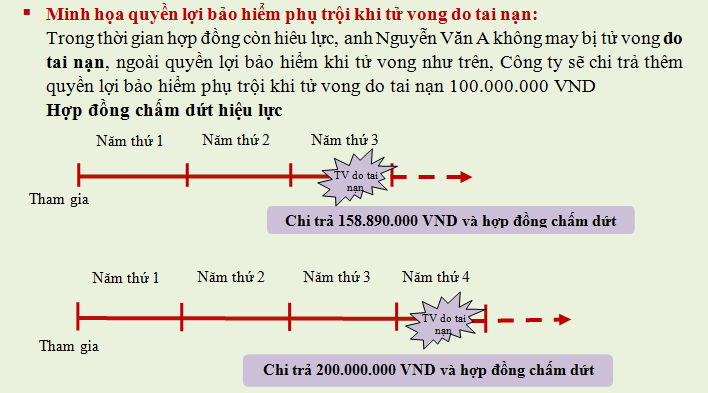 Minh họa quyền lợi bảo hiểm phụ trội khi tử vong do tai nạn:
Trong thời gian hợp đồng còn hiêu lực, anh Nguyễn Văn A không may bị tử vong do
tai nạn, ngoài quyền lợi bảo hiểm khi tử vong như trên, Công ty sẽ chi trả thêm
quyền lợi bảo hiểm phụ trội khi tử vong do tai nạn 100.000.000 VND
Hợp đồng chấm dứt hiệu lực
Năm thứ 1 Năm thứ 2 Năm thứ 3
TV do tai
nạn
Tham gia
Chi trả 158.890.000 VND và hợp đồng chấm dứt
Năm thứ 1 Năm thứ 2 Năm thứ 3 Năm thứ 4
TV do tai
nạn
Tham gia
Chi trả 200.000.000 VND và hợp đồng chấm dứt